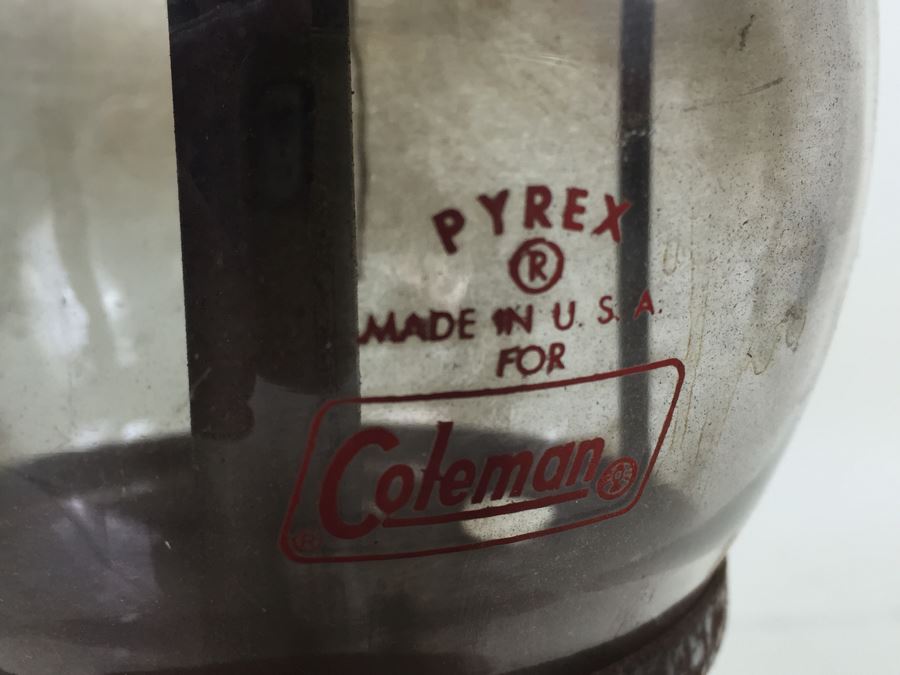 PYREX
®
MADE IN U.S.A.
FOR
Coleman
®